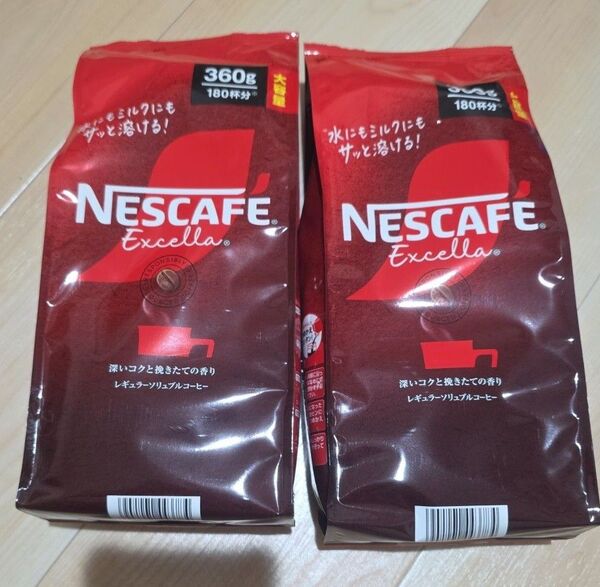 360g
180杯分
大容量
水にもミルクにも
サッと溶ける!
NESCAFÉ®
Excella®
RESPONSIBLY
深いコクと挽きたての香り
レギュラーソリュブルコーヒー
180杯分
水にもミルクにも
サッと溶ける!
NESCAFÉ®
Excella®
深いコクと挽きたての香り
レギュラーソリュブルコーヒー